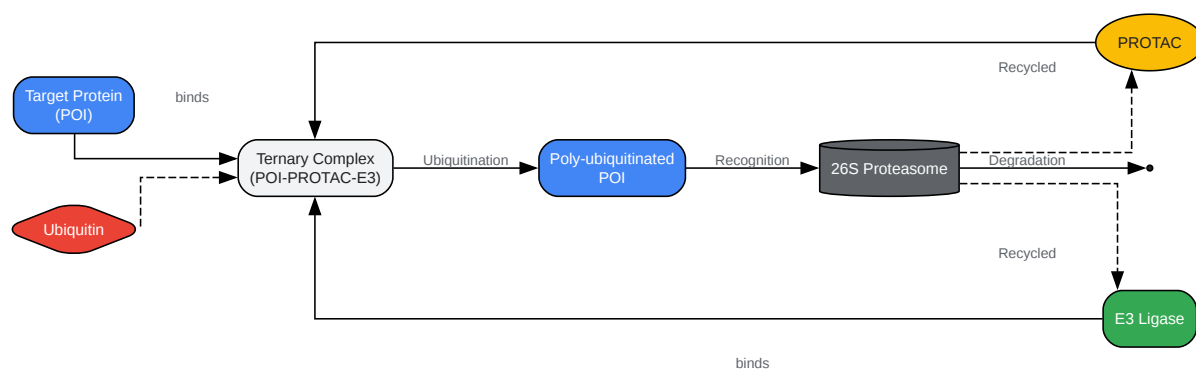 PROTAC
Recycled
Target Protein
(POI)
binds
Ternary Complex
(POI-PROTAC-E3)
Ubiquitination
Poly-ubiquitinated
POI
Recognition
26S Proteasome
Degradation
Ubiquitin
Recycled
E3 Ligase
binds